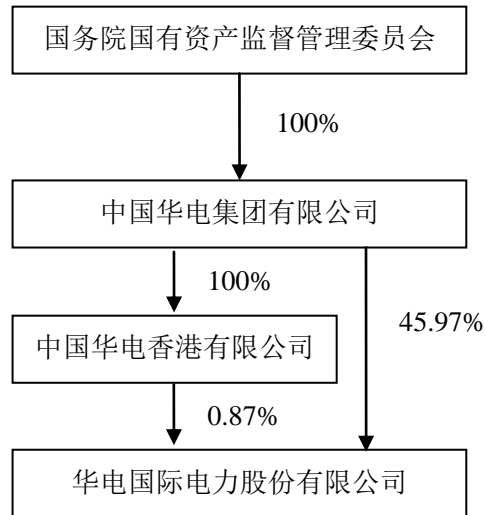 国务院国有资产监督管理委员会
100%
中国华电集团有限公司
100%
45.97%
中国华电香港有限公司
0.87%
华电国际电力股份有限公司